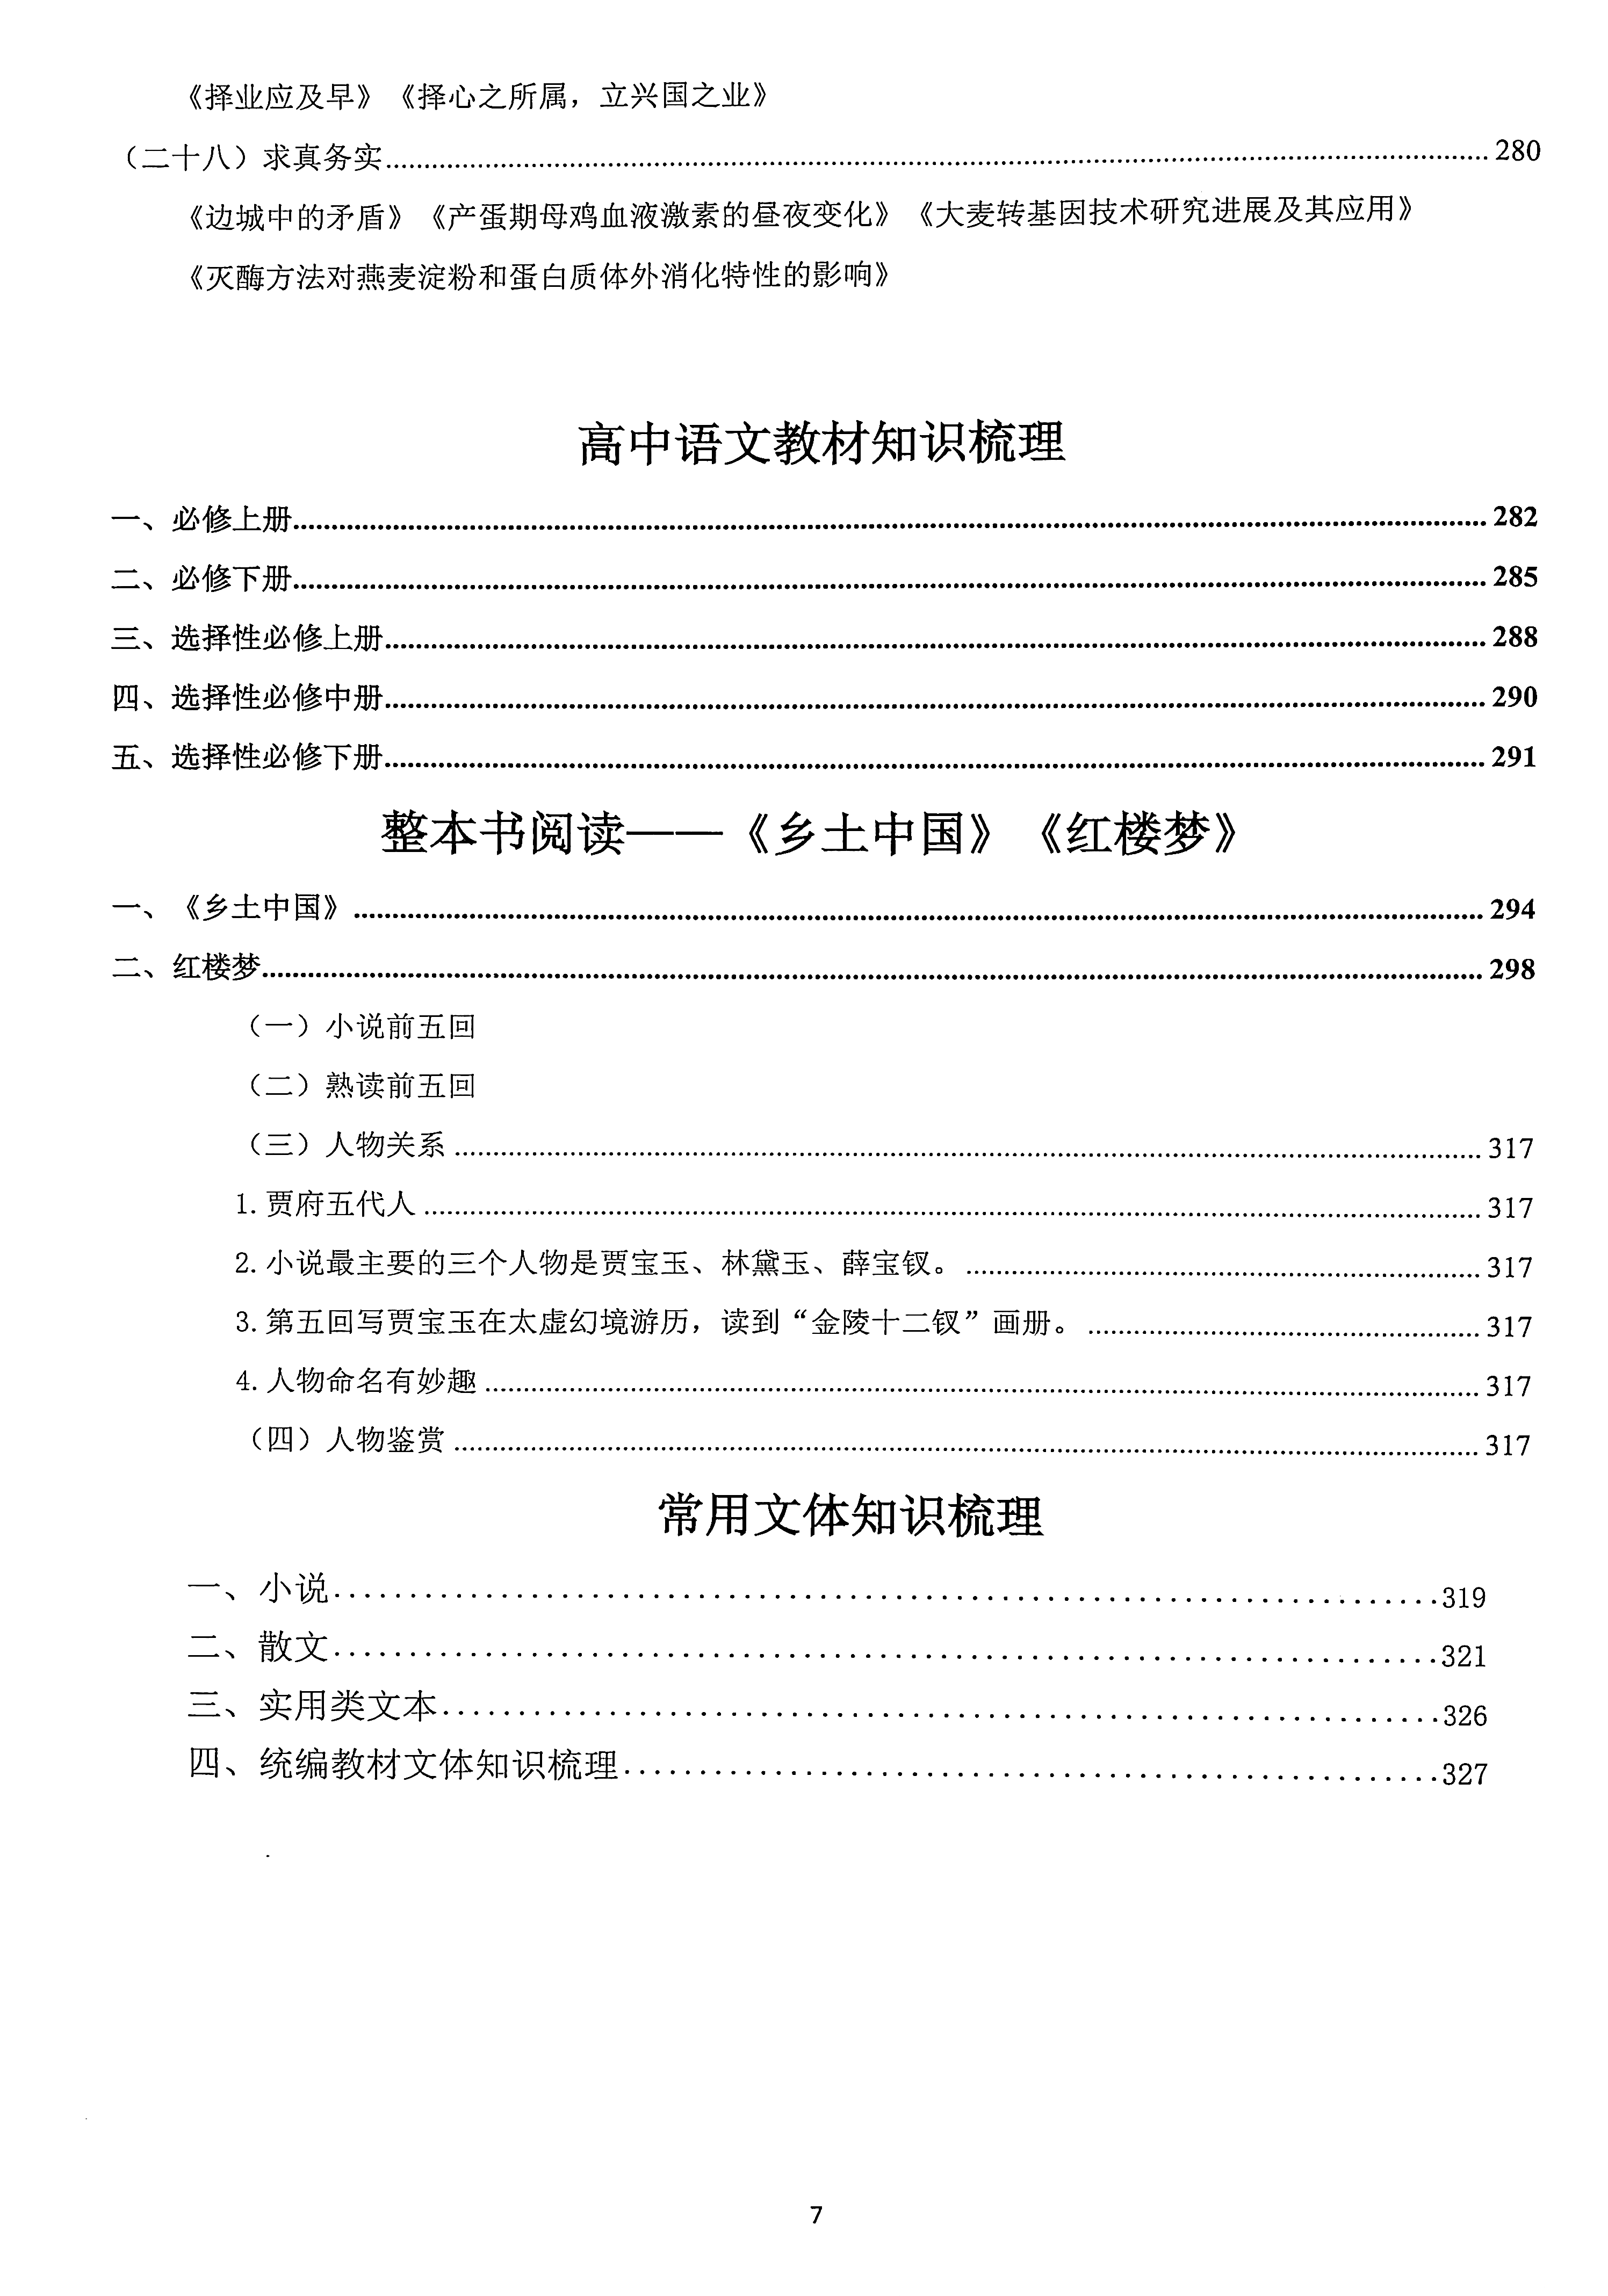 《择业应及早》《择心之所属，立兴国之业》
（二十八）求真务实........280
《边城中的矛盾》《产蛋期母鸡血液激素的昼夜变化》《大麦转基因技术研究进展及其应用》
《灭酶方法对燕麦淀粉和蛋白质体外消化特性的影响》
高中语文教材知识梳理
一、必修上册........282
二、必修下册........285
三、选择性必修上册........288
四、选择性必修中册........290
五、选择性必修下册........291
整本书阅读——《乡土中国》《红楼梦》
一、《乡土中国》........294
二、红楼梦........298
（一）小说前五回
（二）熟读前五回
（三）人物关系........317
1.贾府五代人........317
2.小说最主要的三个人物是贾宝玉、林黛玉、薛宝钗。........317
3.第五回写贾宝玉在太虚幻境游历，读到“金陵十二钗”画册。........317
4.人物命名有妙趣........317
（四）人物鉴赏........317
常用文体知识梳理
一、小说........319
二、散文........321
三、实用类文本........326
四、统编教材文体知识梳理........327
7